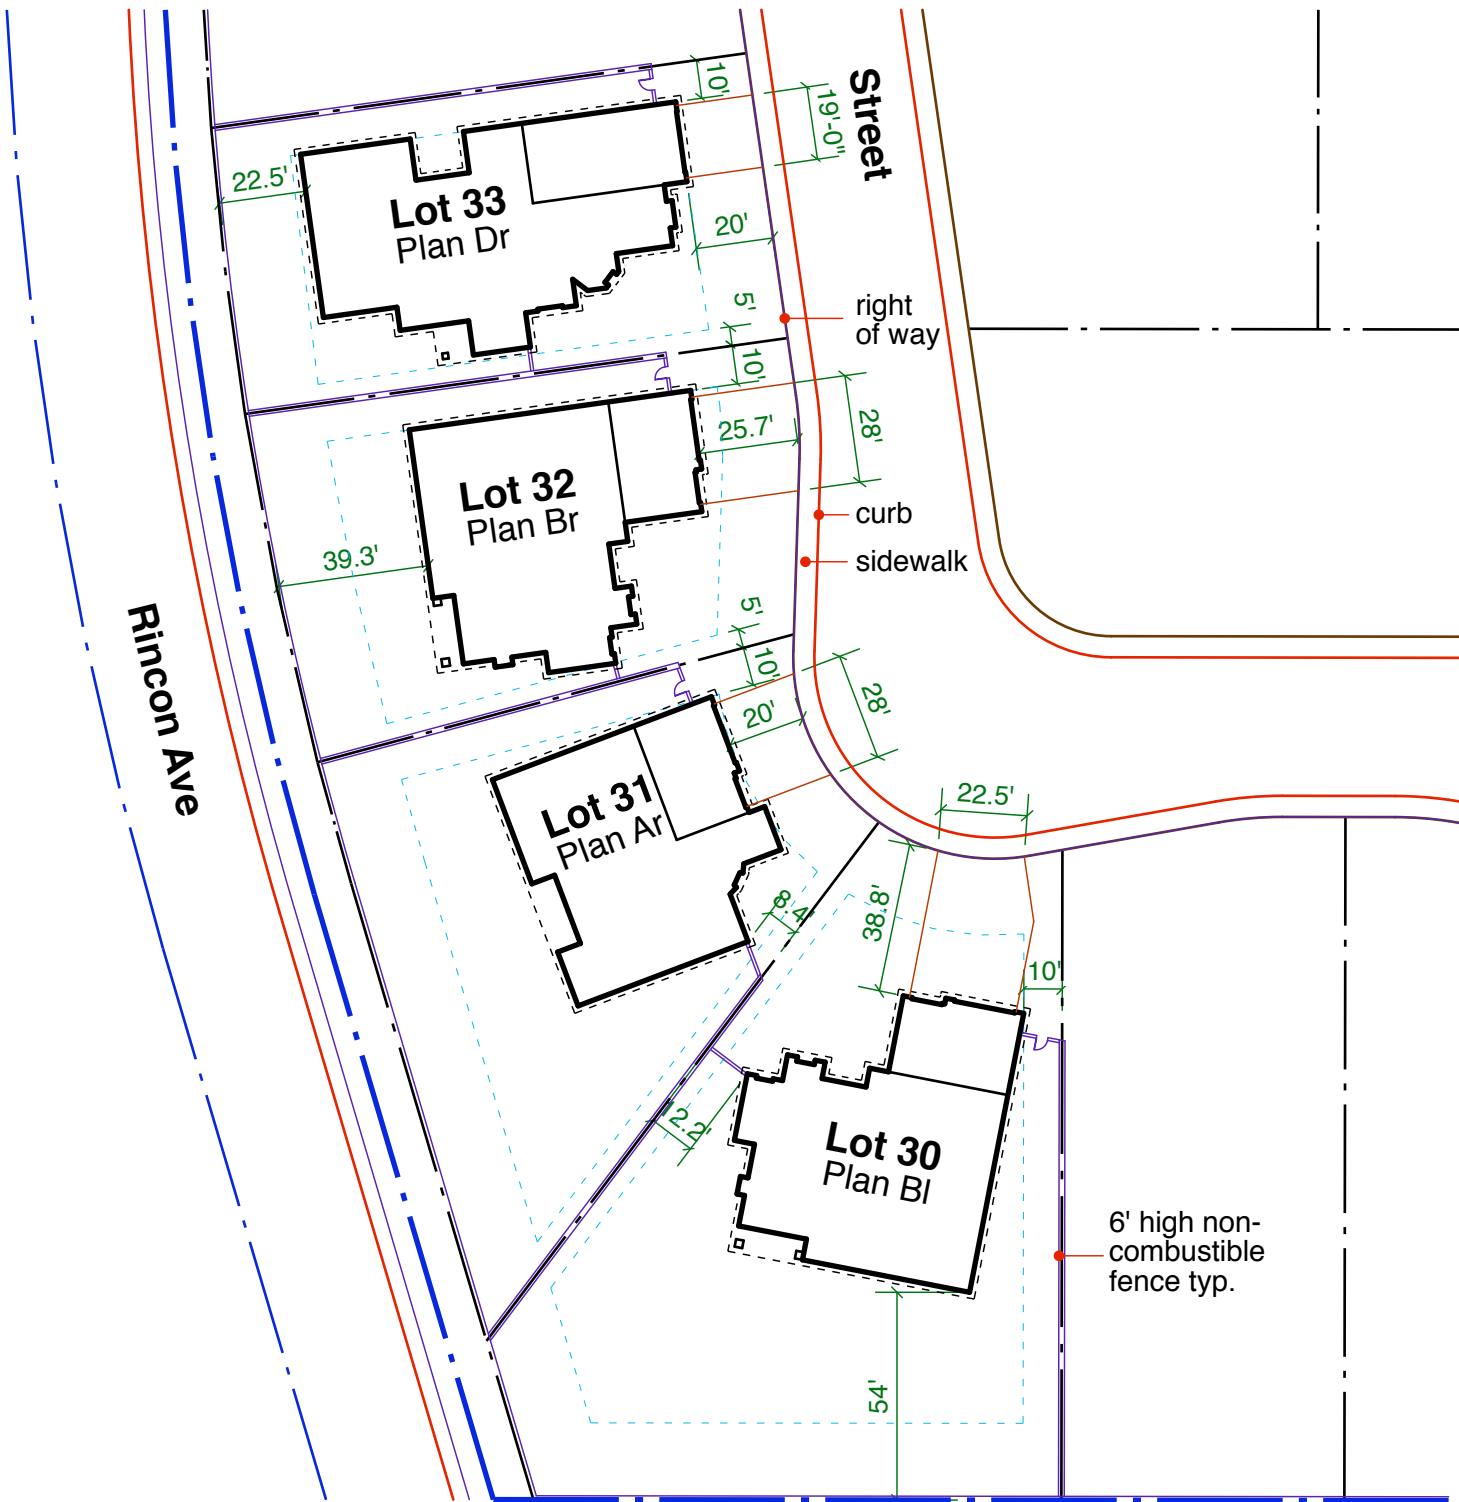 10'
19'-0"
Street
22.5'
Lot 33
Plan Dr
20'
5'
right
of way
10'
28'
25.7'
Lot 32
Plan Br
curb
39.3'
sidewalk
Rincon Ave
5'
10'
28'
20'
Lot 31
Plan Ar
22.5'
8.4'
38.8'
10'
12.2'
Lot 30
Plan Bl
6' high non-
combustible
fence typ.
54'